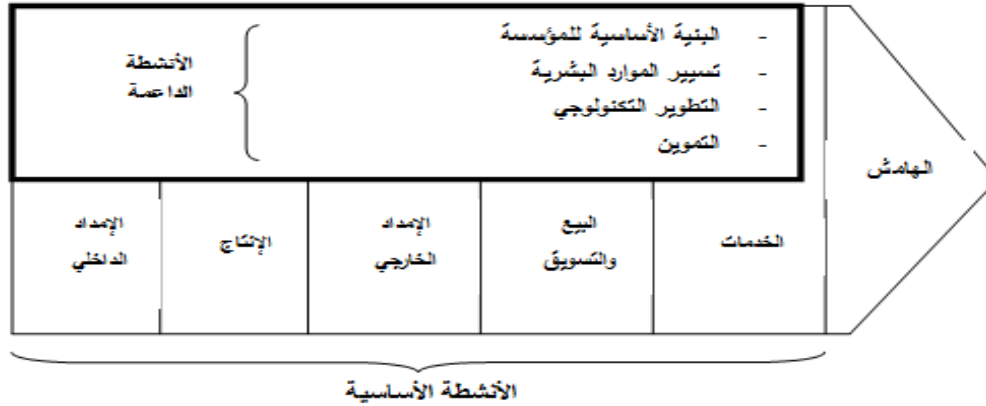 - البنية الأساسية للمؤسسة
- تسيير الموارد البشرية
- التطوير التكنولوجي
- التموين
الأنشطة
الداعمة
الهامش
الخدمات
البيع
والتسويق
الإمداد
الخارجي
الإنتاج
الإمداد
الداخلي
الأنشطة الأساسية